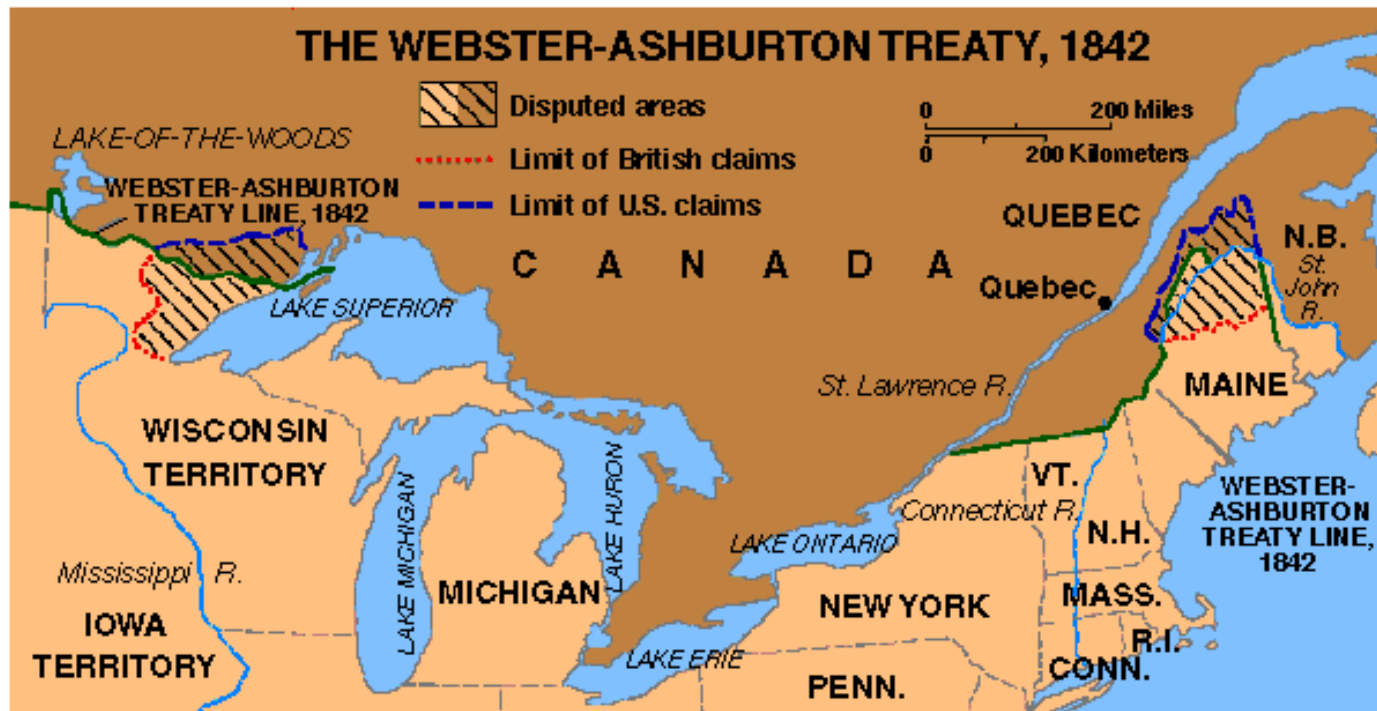 THE WEBSTER-ASHBURTON TREATY, 1842
Disputed areas
Limit of British claims
Limit of U.S. claims
0 200 Miles
0 200 Kilometers
LAKE-OF-THE-WOODS
WEBSTER-ASHBURTON
TREATY LINE, 1842
LAKE SUPERIOR
CANADA
QUEBEC
Quebec
N.B.
St.
John
R.
St. Lawrence R.
MAINE
WISCONSIN
TERRITORY
LAKE MICHIGAN
LAKE HURON
MICHIGAN
Mississippi R.
IOWA
TERRITORY
LAKE ONTARIO
LAKE ERIE
NEW YORK
PENN.
VT.
Connecticut R.
N.H.
MASS.
R.I.
CONN.
WEBSTER-
ASHBURTON
TREATY LINE,
1842